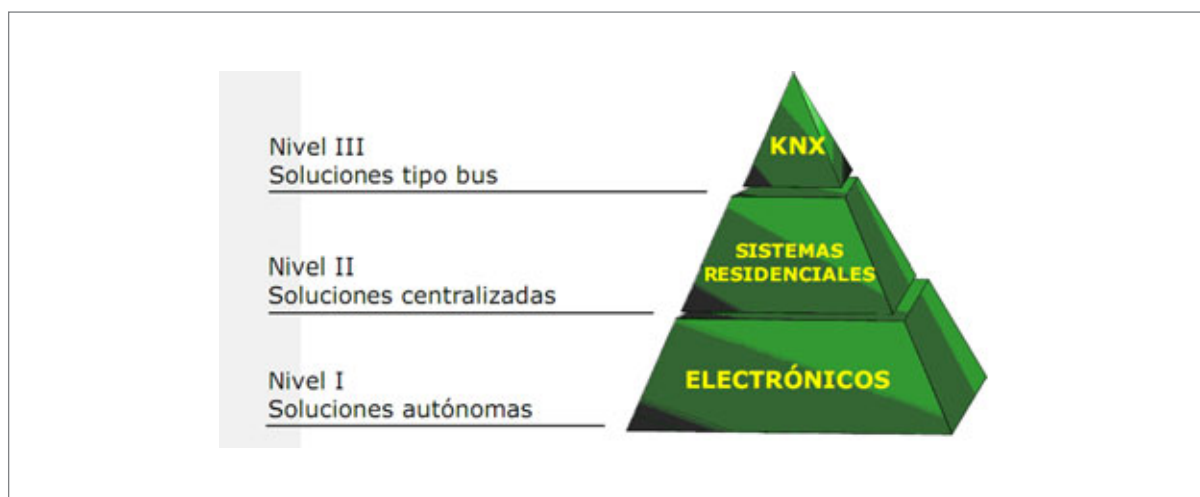 Nivel III
Soluciones tipo bus
KNX
Nivel II
Soluciones centralizadas
SISTEMAS
RESIDENCIALES
Nivel I
Soluciones autónomas
ELECTRÓNICOS